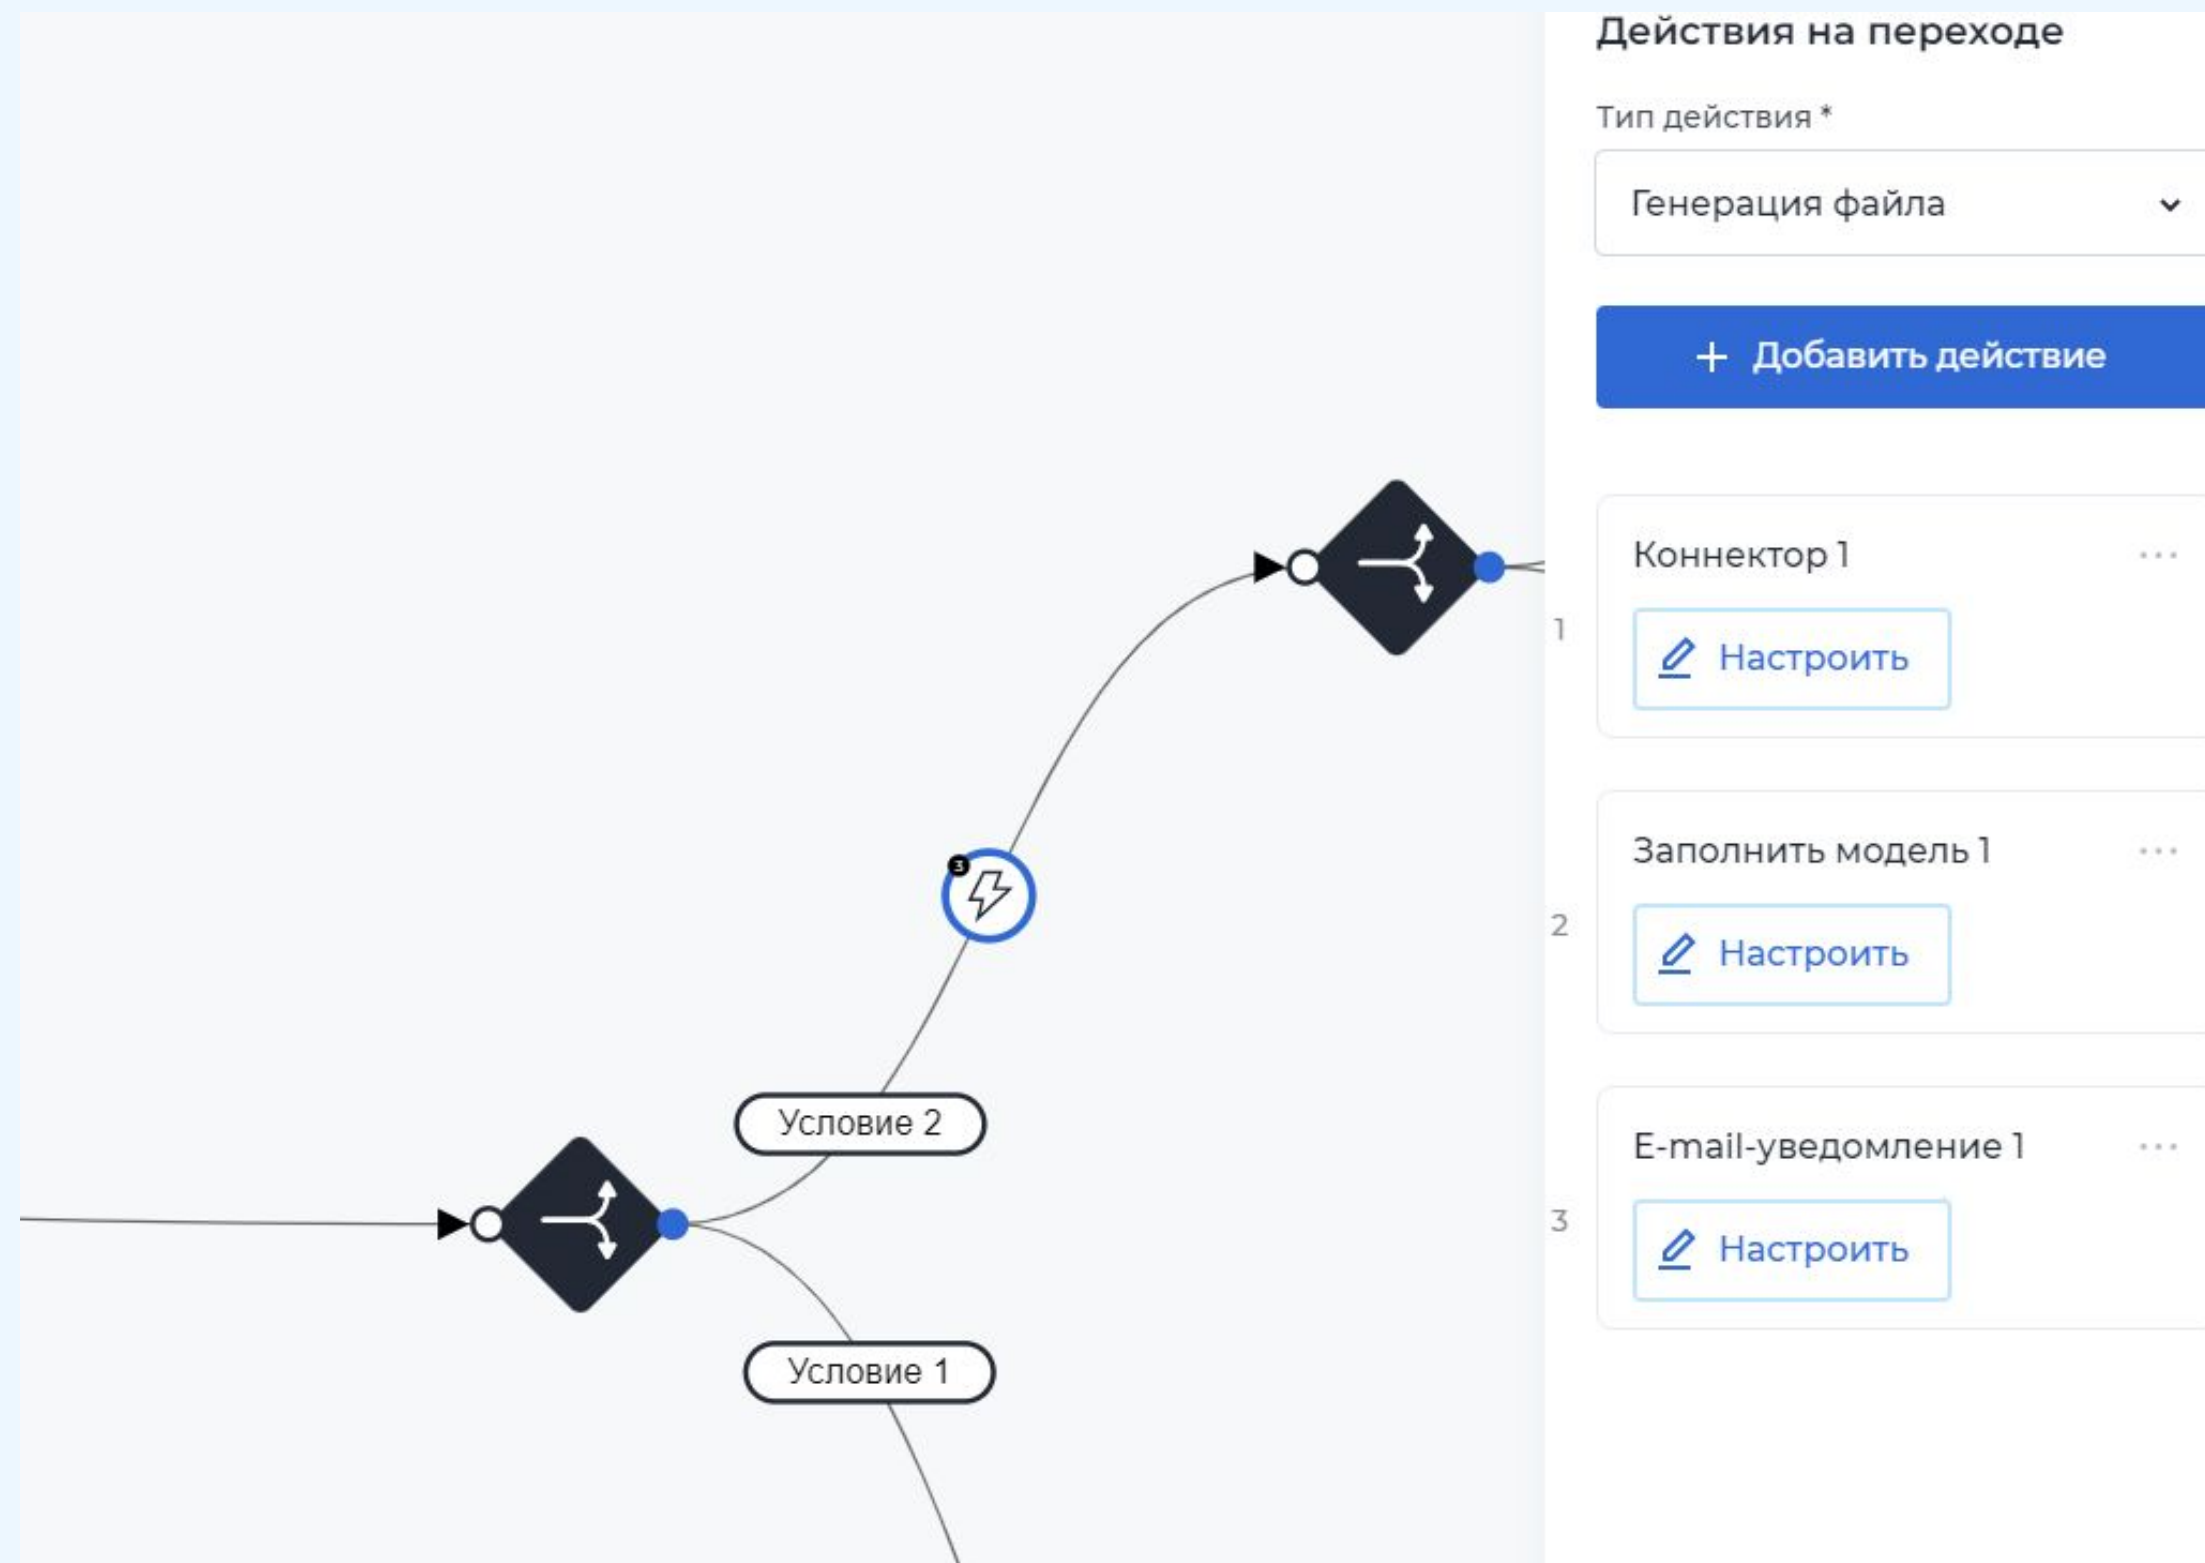 Действия на переходе
Тип действия *
Генерация файла
+ Добавить действие
Коннектор 1
1
Настроить
Заполнить модель 1
2
Настроить
E-mail-уведомление 1
3
Настроить
3
Условие 2
Условие 1